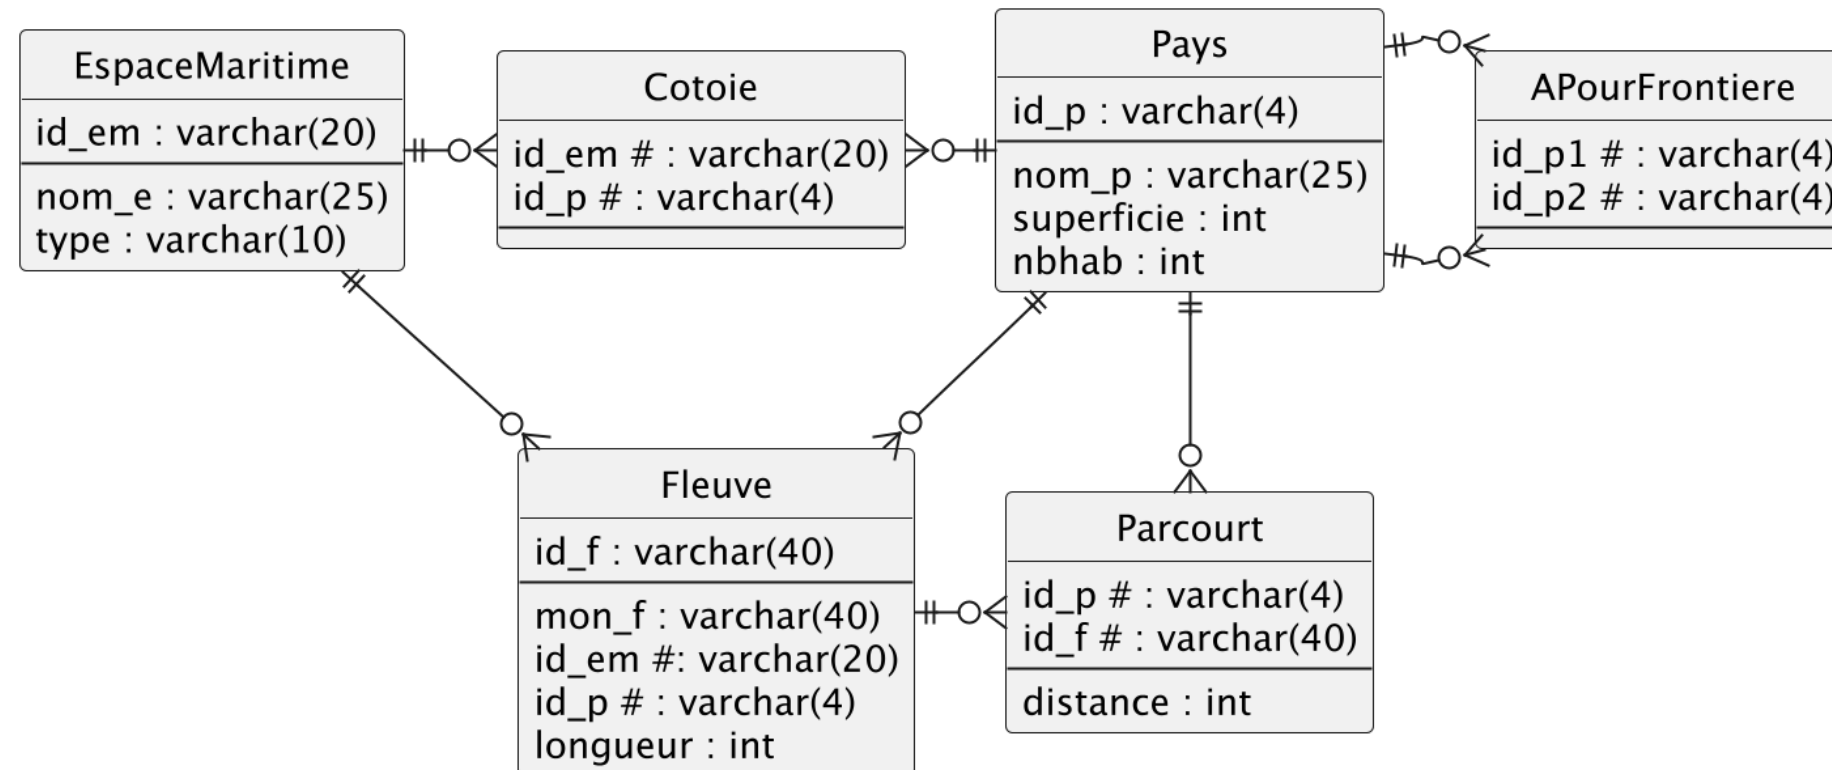 EspaceMaritime
id_em : varchar(20)
nom_e : varchar(25)
type : varchar(10)
Cotoie
id_em # : varchar(20)
id_p # : varchar(4)
Pays
id_p : varchar(4)
nom_p : varchar(25)
superficie : int
nbhab : int
APourFrontiere
id_p1 # : varchar(4)
id_p2 # : varchar(4)
Fleuve
id_f : varchar(40)
mon_f : varchar(40)
id_em #: varchar(20)
id_p # : varchar(4)
longueur : int
Parcourt
id_p # : varchar(4)
id_f # : varchar(40)
distance : int